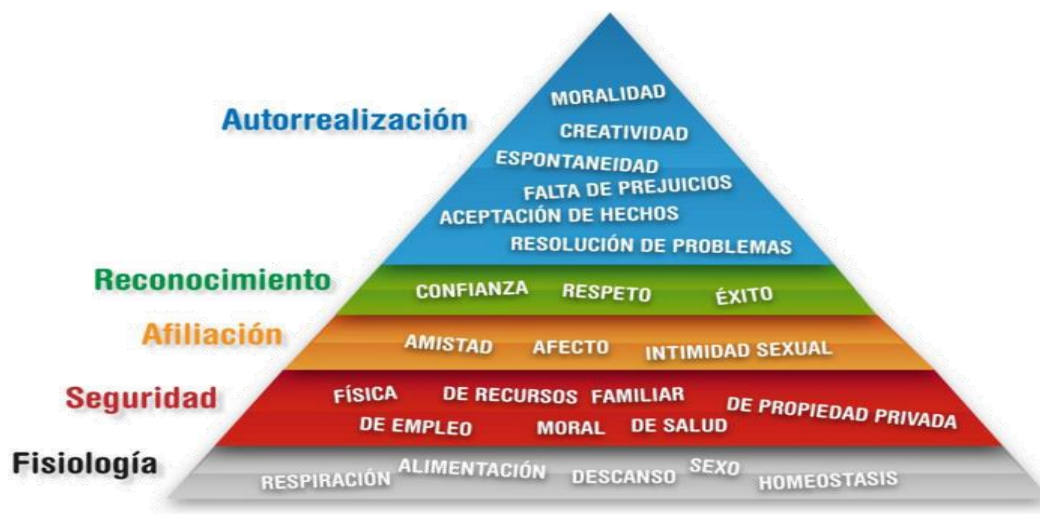 MORALIDAD
Autorrealización
CREATIVIDAD
ESPONTANEIDAD
FALTA DE PREJUICIOS
ACEPTACIÓN DE HECHOS
RESOLUCIÓN DE PROBLEMAS
Reconocimiento
CONFIANZA RESPETO ÉXITO
Afiliación
AMISTAD AFECTO INTIMIDAD SEXUAL
Seguridad
FÍSICA DE RECURSOS FAMILIAR DE PROPIEDAD PRIVADA
DE EMPLEO MORAL DE SALUD
Fisiología
RESPIRACIÓN ALIMENTACIÓN DESCANSO SEXO HOMEOSTASIS